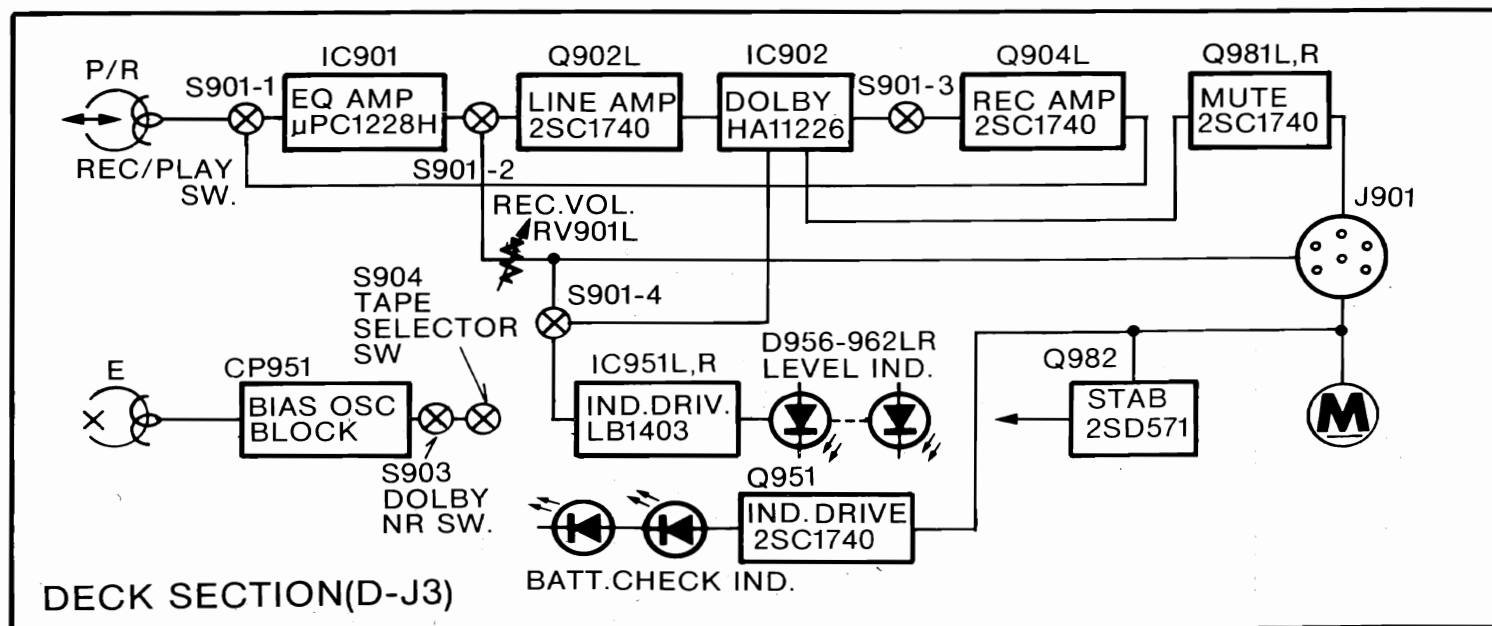 P/R
S901-1
REC/PLAY
SW.
IC901
EQ AMP
µPC1228H
S901-2
Q902L
LINE AMP
2SC1740
IC902
DOLBY
HA11226
S901-3
Q904L
REC AMP
2SC1740
Q981L,R
MUTE
2SC1740
J901
REC.VOL.
RV901L
S901-4
S904
TAPE
SELECTOR
SW
E
CP951
BIAS OSC
BLOCK
S903
DOLBY
NR SW.
IC951L,R
IND.DRIV.
LB1403
D956-962LR
LEVEL IND.
Q982
STAB
2SD571
M
Q951
IND.DRIVE
2SC1740
BATT.CHECK IND.
DECK SECTION(D-J3)